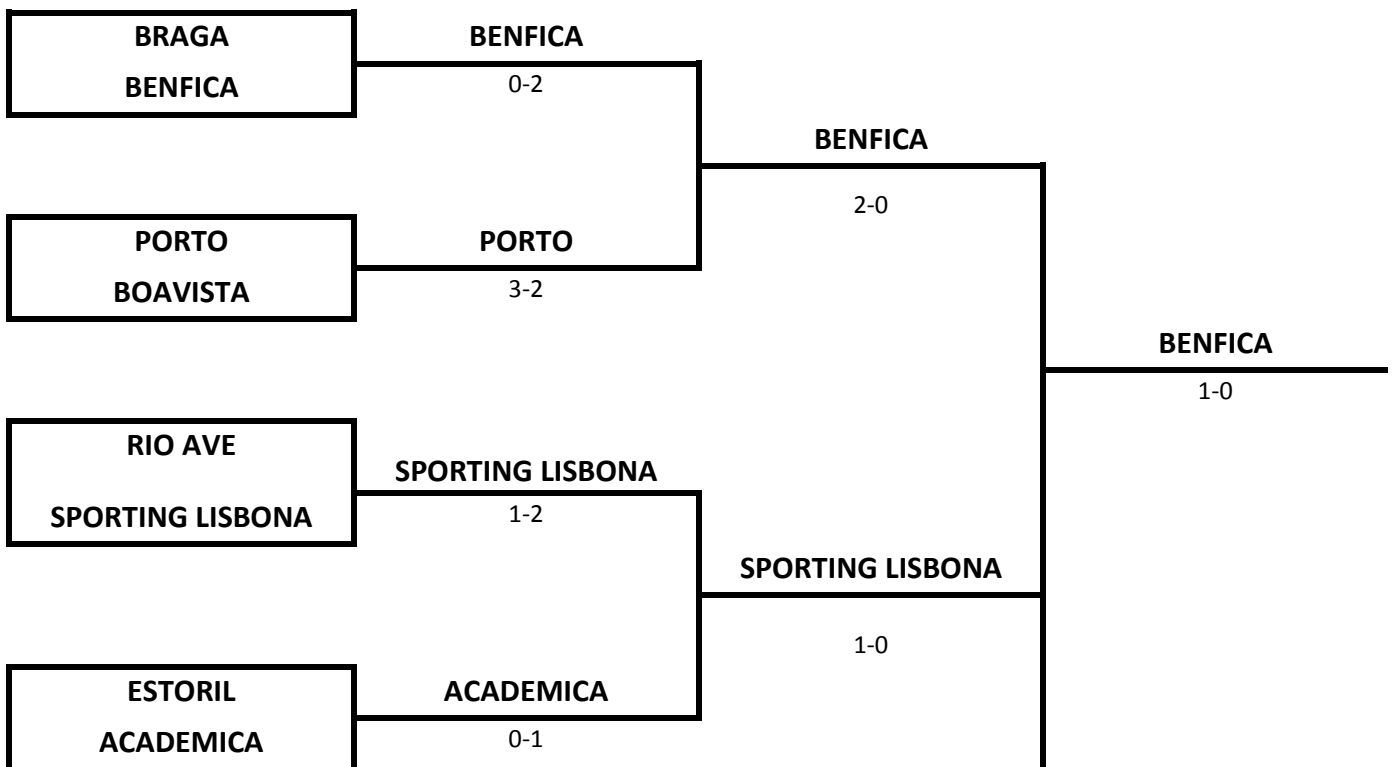 BRAGA
BENFICA
BENFICA
0-2
BENFICA
2-0
PORTO
BOAVISTA
PORTO
3-2
BENFICA
1-0
RIO AVE
SPORTING LISBONA
SPORTING LISBONA
1-2
SPORTING LISBONA
1-0
ESTORIL
ACADEMICA
ACADEMICA
0-1